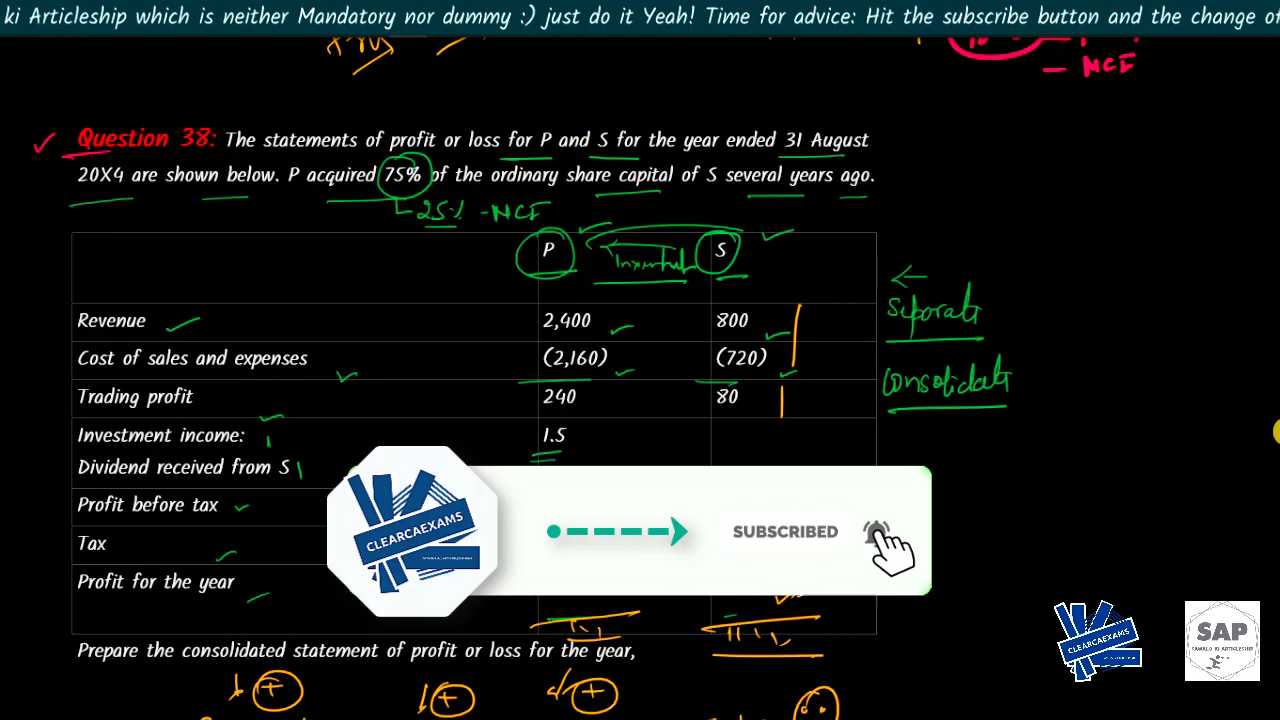 ki Articleship which is neither Mandatory nor dummy :) just do it Yeah! Time for advice: Hit the subscribe button and the change of
- NCI
Question 38: The statements of profit or loss for P and S for the year ended 31 August
20X4 are shown below. P acquired 75% of the ordinary share capital of S several years ago.
25% - NCI
P S
Revenue 2,400 800
Cost of sales and expenses (2,160) (720)
Trading profit 240 80
Investment income: 1.5
Dividend received from S
Profit before tax
Tax
Profit for the year
Separate
Consolidate
CLEARCAEXAMS
SUBSCRIBED
Prepare the consolidated statement of profit or loss for the year,
CLEARCAEXAMS
SAP
SAWALO KI ARTICLESHIP